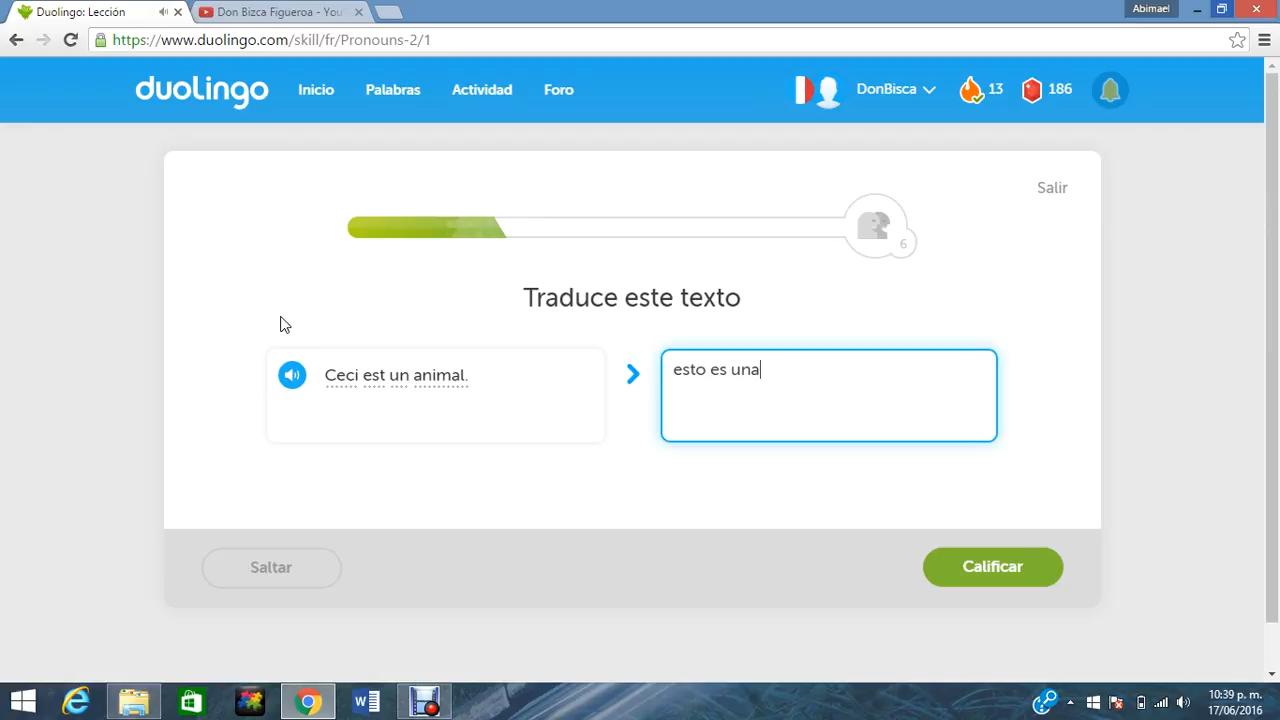 Duolingo: Lección
Don Bizca Figueroa - You
Abimael
https://www.duolingo.com/skill/fr/Pronouns-2/1
duolingo
Inicio
Palabras
Actividad
Foro
DonBisca
13
186
Salir
6
Traduce este texto
Ceci est un animal.
esto es una
Saltar
Calificar
10:39 p. m.
17/06/2016